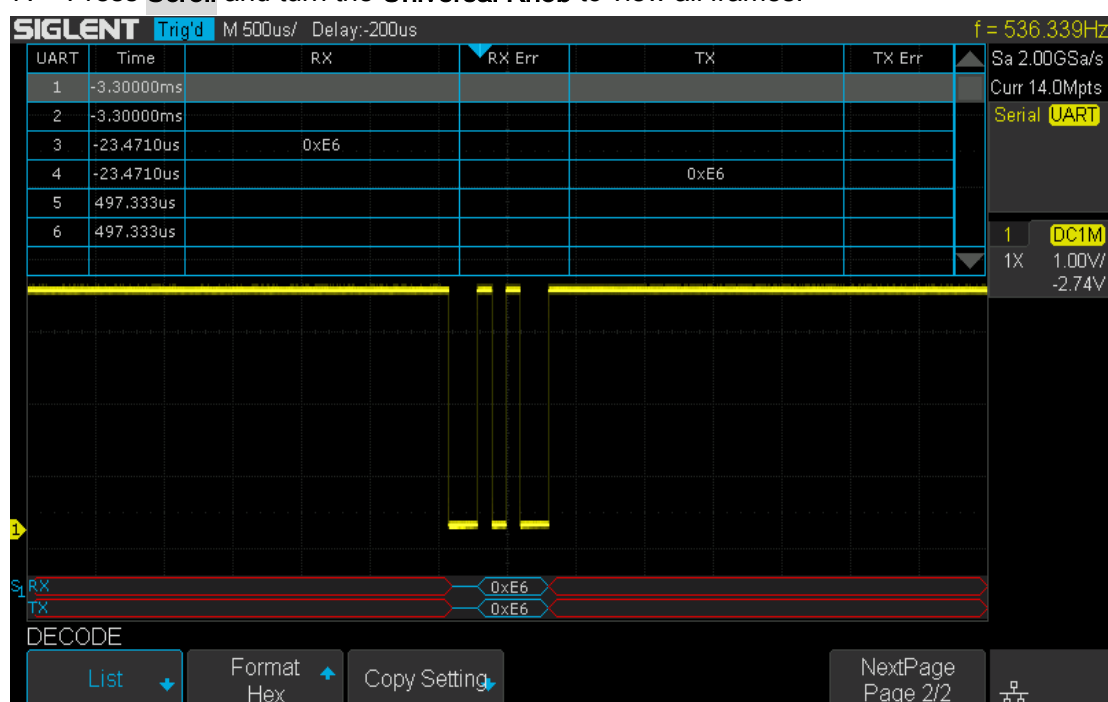 SIGLENT Trig'd M 500us/ Delay:-200us f = 536.339Hz
UART Time RX RX Err TX TX Err Sa 2.00GSa/s
1 -3.30000ms Curr 14.0Mpts
2 -3.30000ms Serial UART
3 -23.4710us 0xE6
4 -23.4710us 0xE6
5 497.333us
6 497.333us 1 DC1M
1X 1.00V/
-2.74V
1
S1 RX 0xE6
TX 0xE6
DECODE
List Format Copy Setting NextPage
Hex Page 2/2